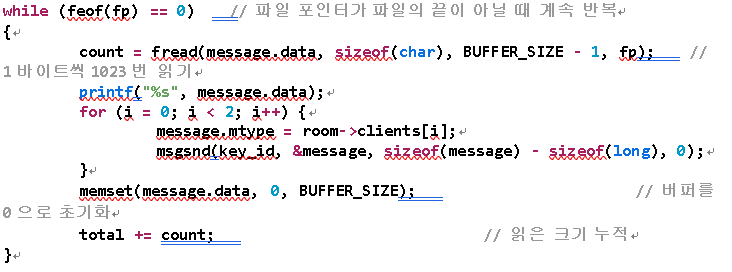 while (feof(fp) == 0)    // 파일 포인터가 파일의 끝이 아닐 때 계속 반복
{
count = fread(message.data, sizeof(char), BUFFER_SIZE - 1, fp);    //
1 바이트씩 1023 번 읽기
printf("%s", message.data);
for (i = 0; i < 2; i++) {
message.mtype = room->clients[i];
msgsnd(key_id, &message, sizeof(message) - sizeof(long), 0);
}
memset(message.data, 0, BUFFER_SIZE);    // 버퍼를
0 으로 초기화
total += count;    // 읽은 크기 누적
}